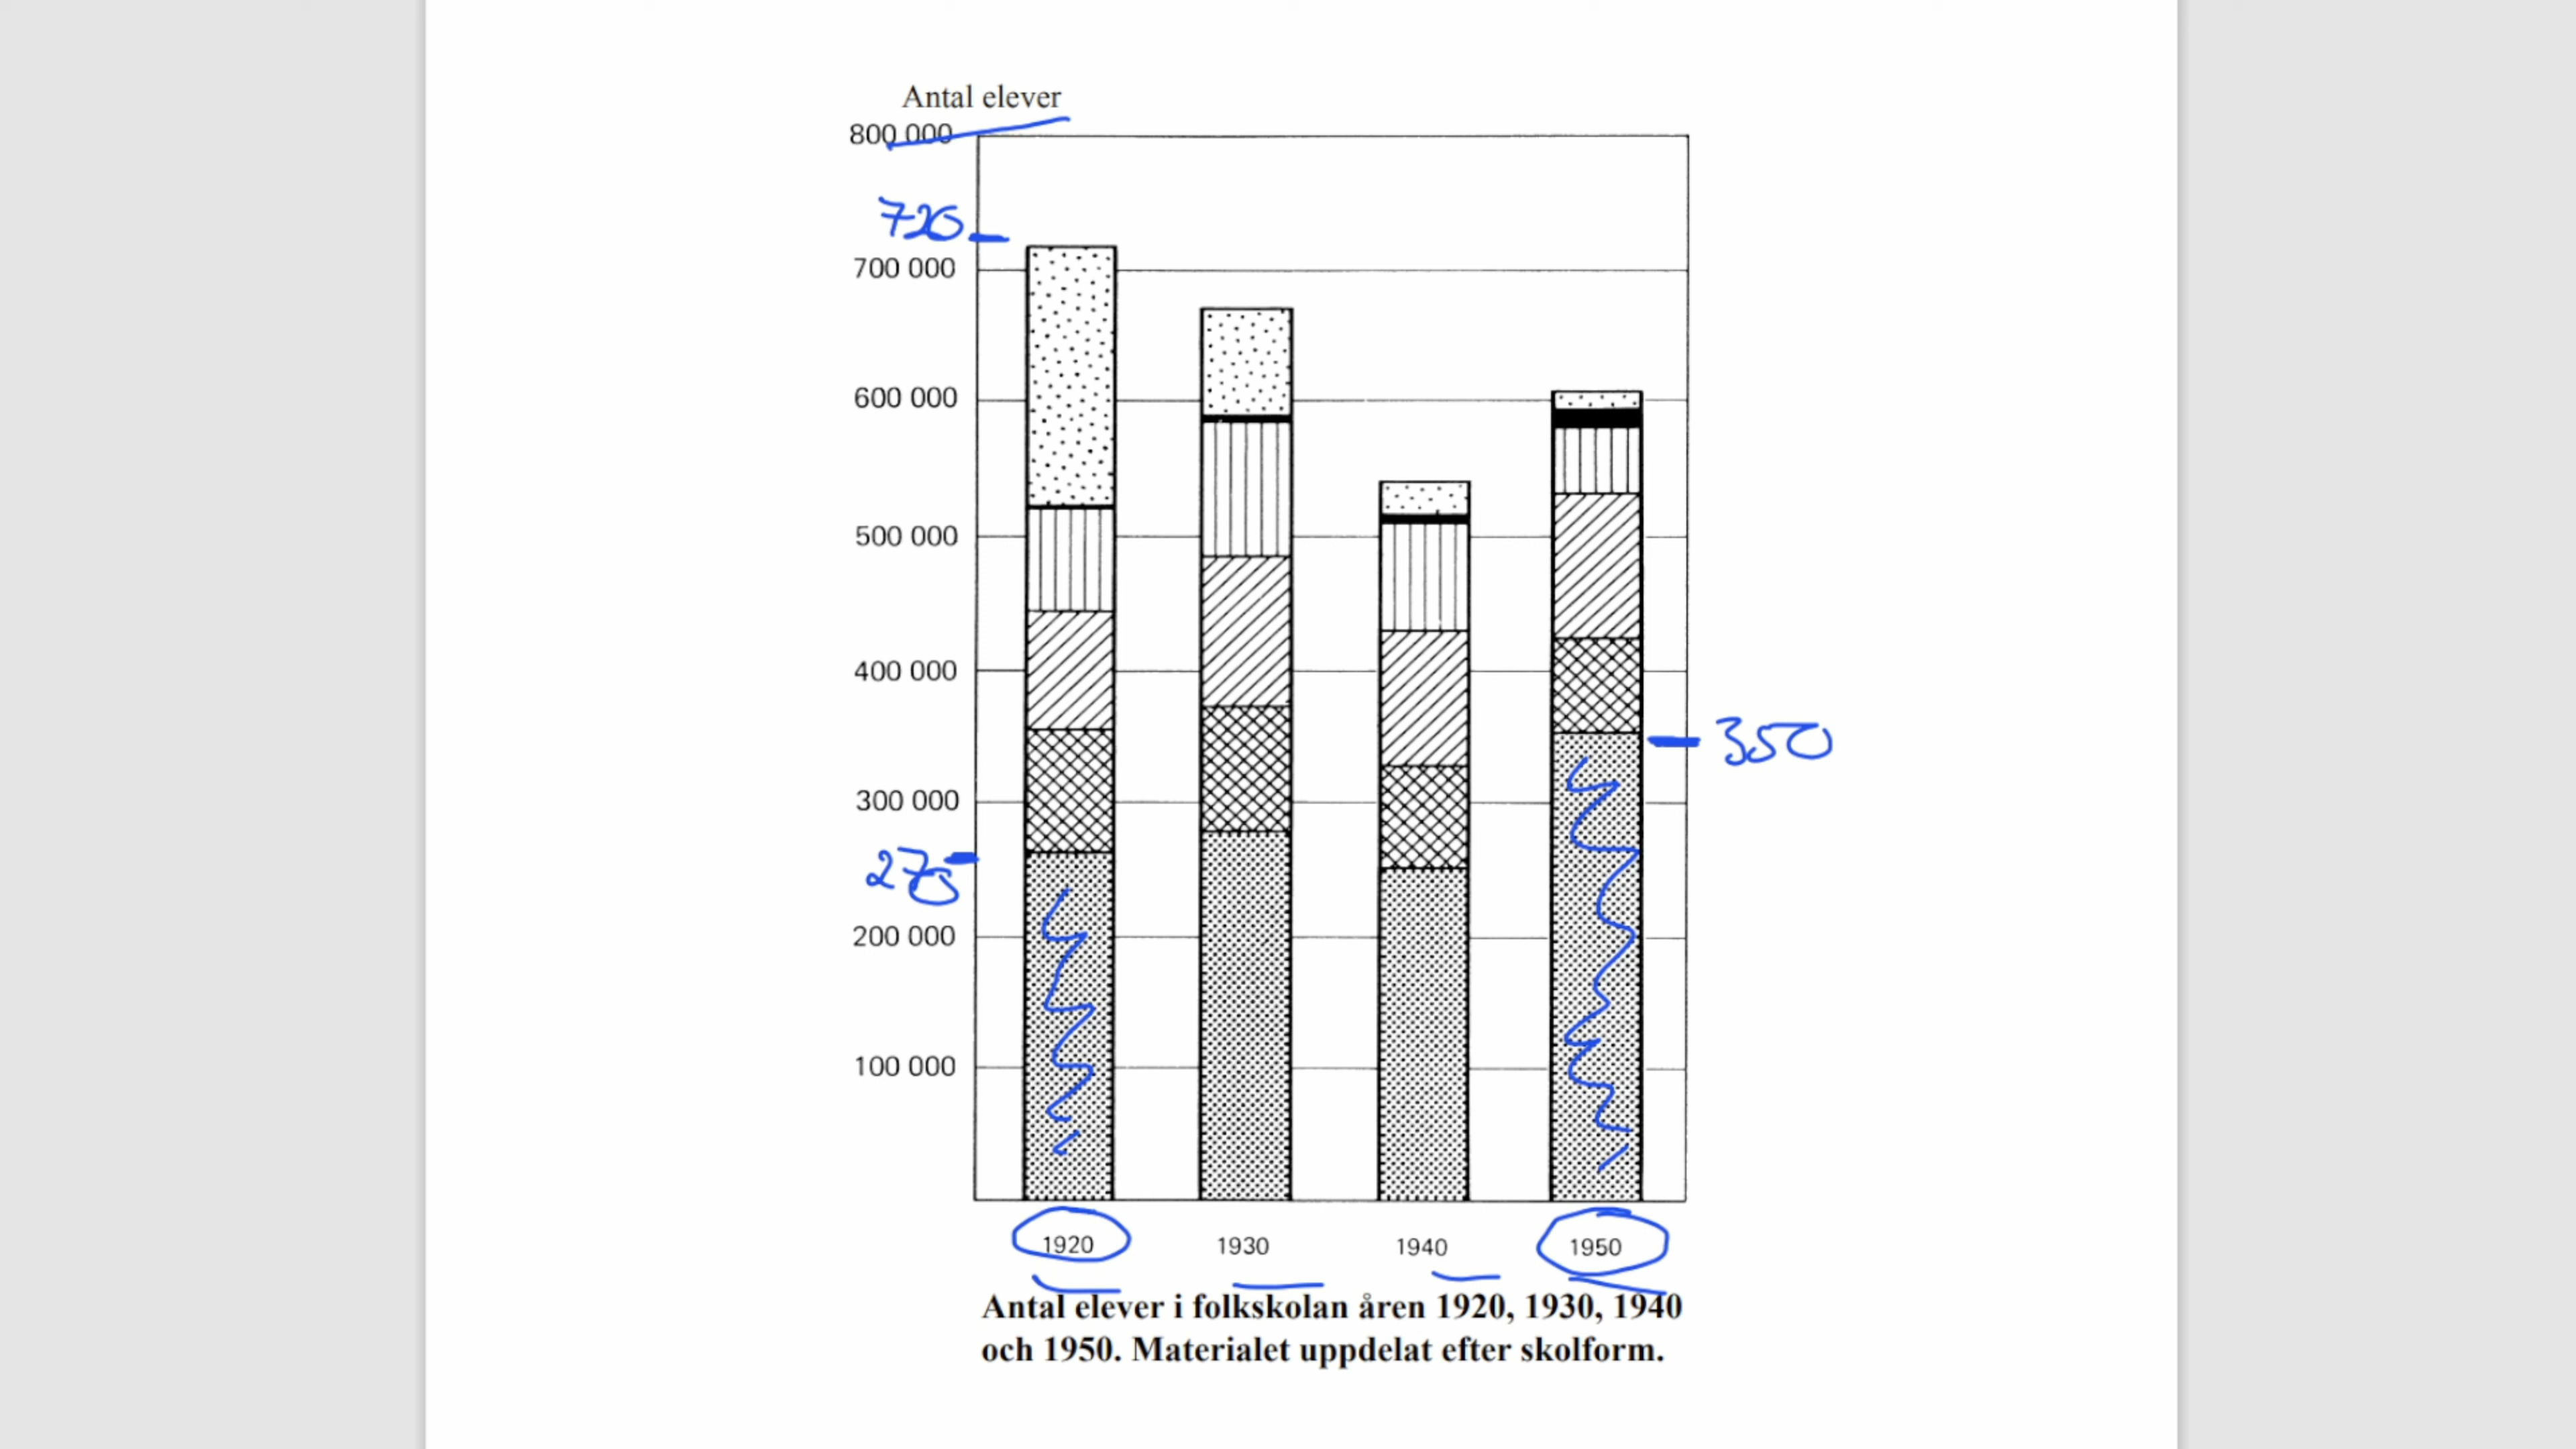 Antal elever
800 000
720
700 000
600 000
500 000
400 000
350
300 000
270
200 000
100 000
1920 1930 1940 1950
Antal elever i folkskolan åren 1920, 1930, 1940
och 1950. Materialet uppdelat efter skolform.